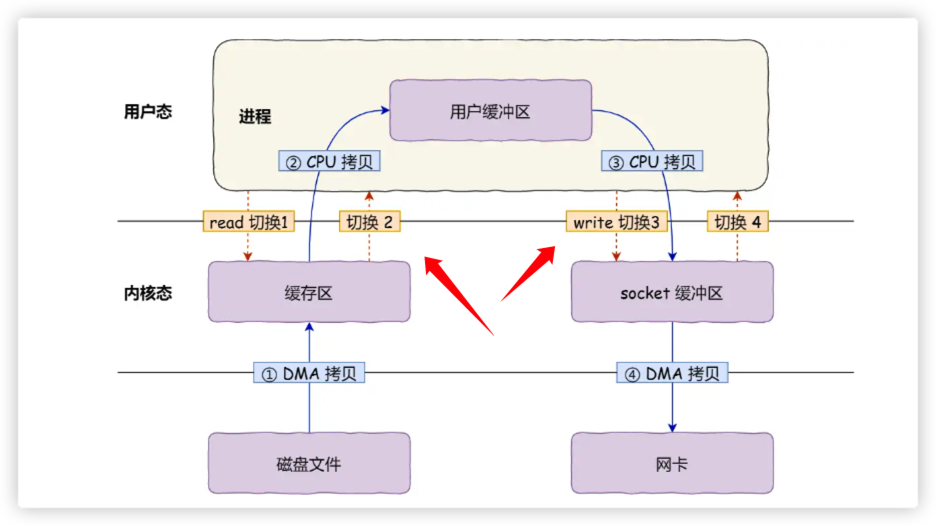 用户态
进程
用户缓冲区
② CPU 拷贝
③ CPU 拷贝
read 切换1
切换 2
write 切换3
切换 4
内核态
缓存区
socket 缓冲区
① DMA 拷贝
④ DMA 拷贝
磁盘文件
网卡